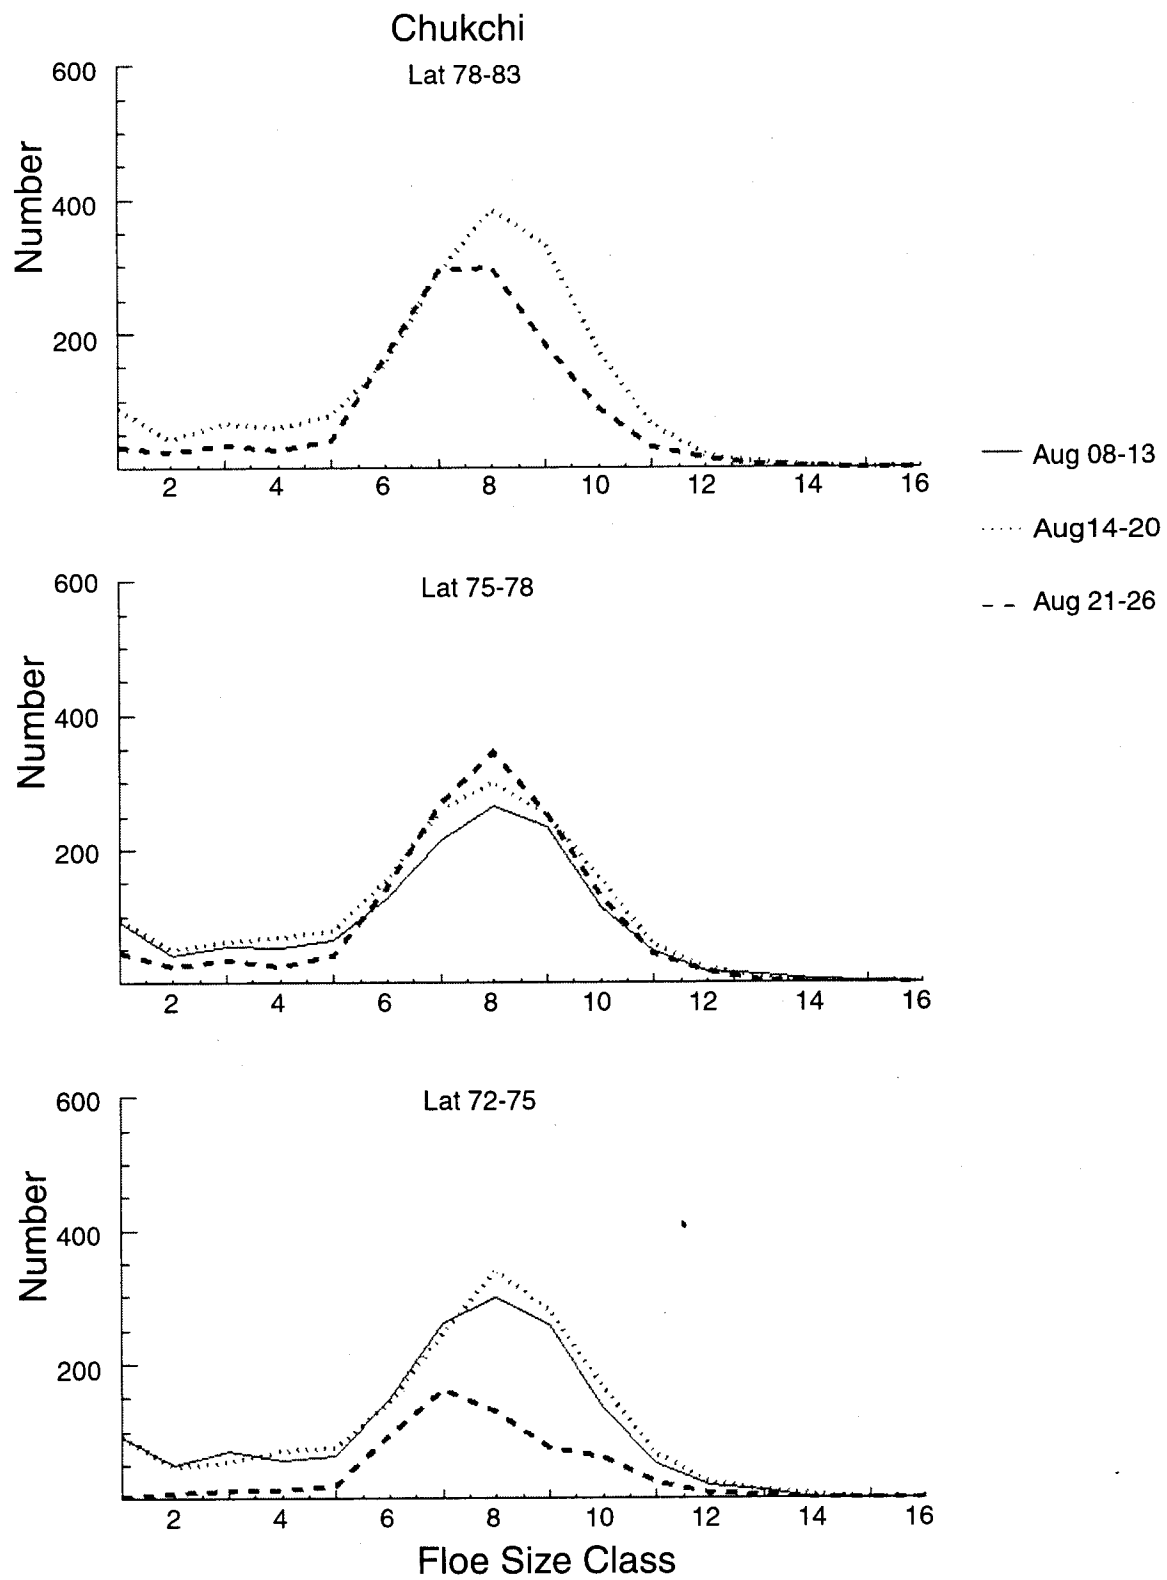 Chukchi
Lat 78-83
600
400
200
Number
2 4 6 8 10 12 14 16
Aug 08-13
Aug14-20
Aug 21-26
Lat 75-78
600
400
200
Number
2 4 6 8 10 12 14 16
Lat 72-75
600
400
200
Number
2 4 6 8 10 12 14 16
Floe Size Class